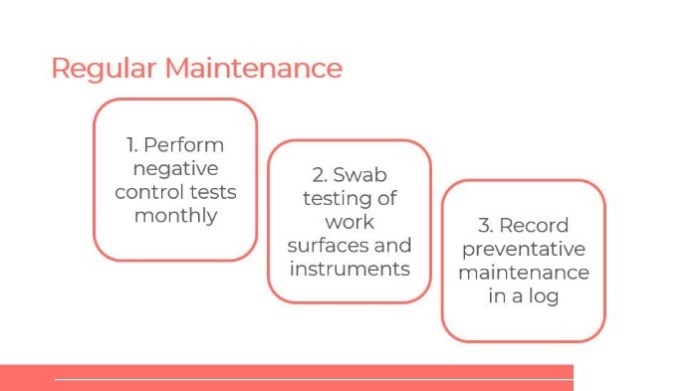 Regular Maintenance
1. Perform
negative
control tests
monthly
2. Swab
testing of
work
surfaces and
instruments
3. Record
preventative
maintenance
in a log